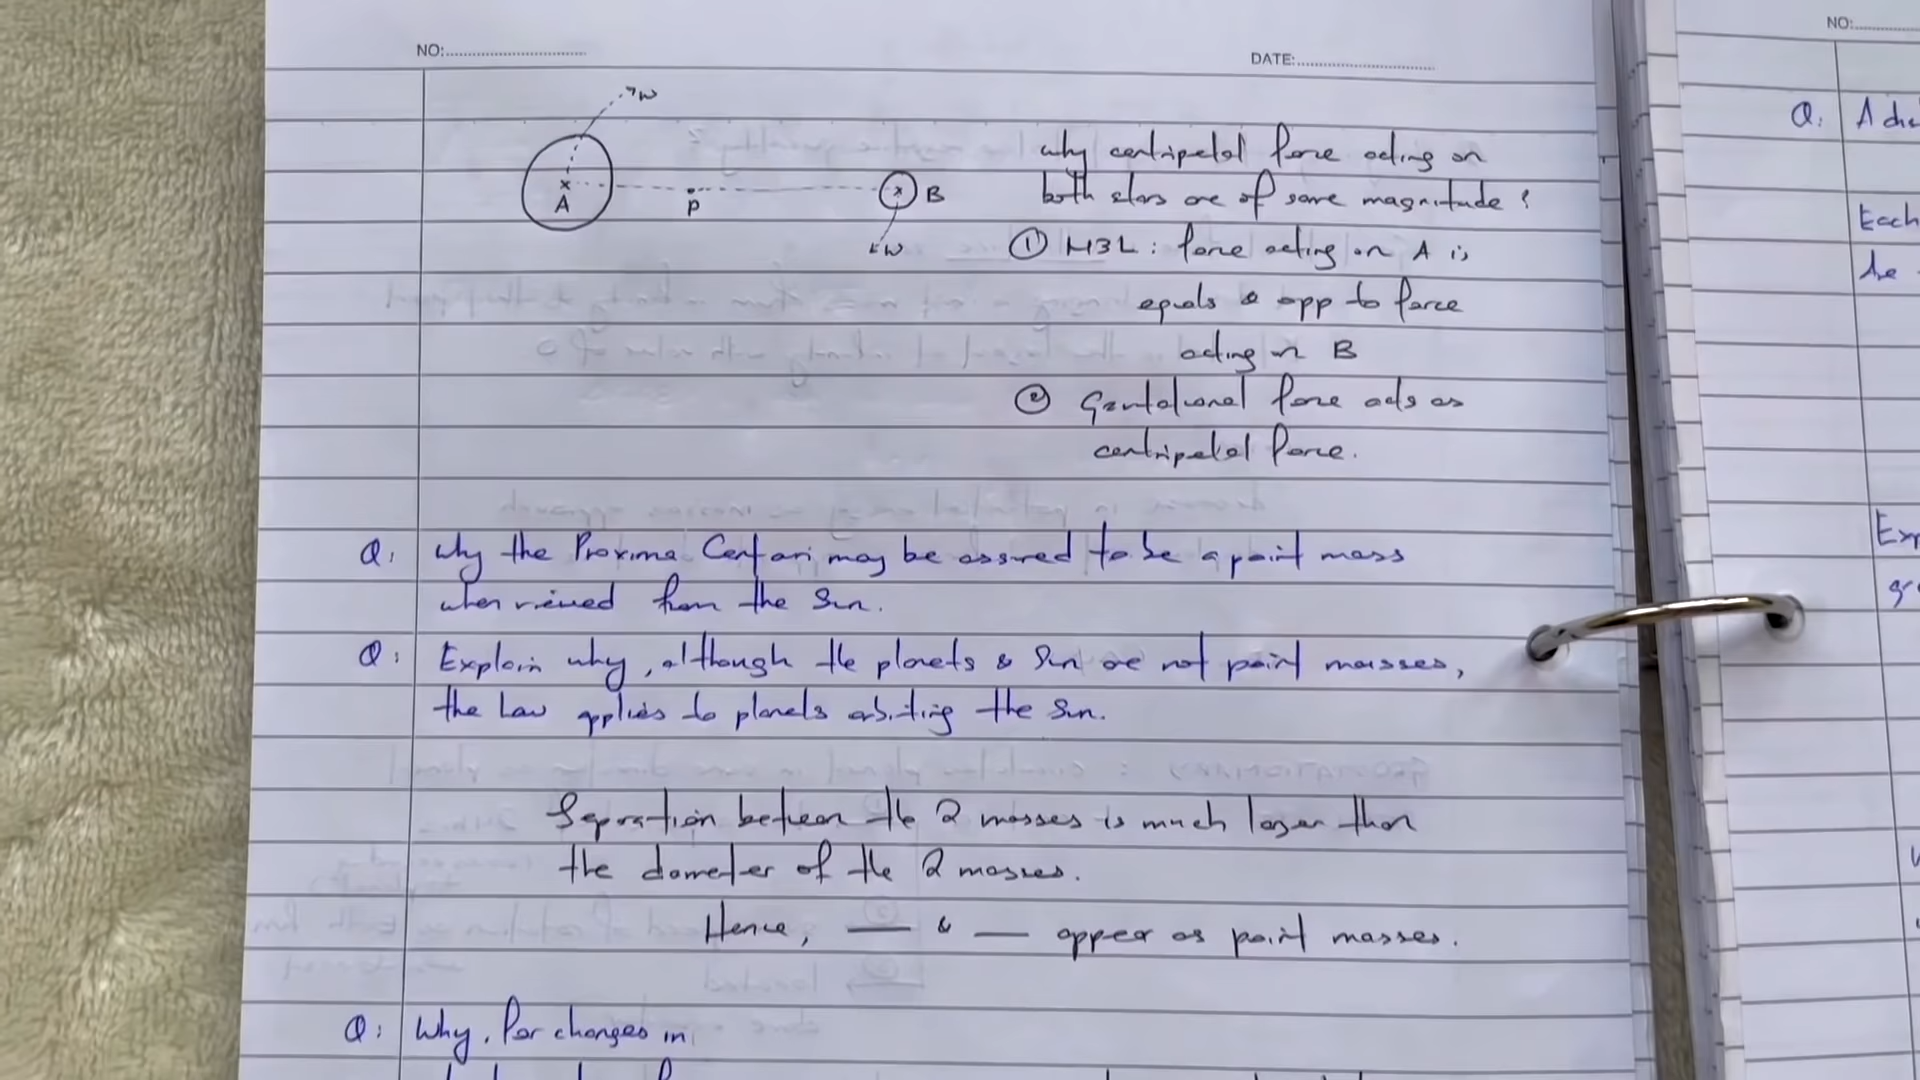 NO:
DATE:
w
A
P
B
w
why centripetal force acting on
both stars are of same magnitude?
① N3L: force acting on A is
equals & opp to force
acting on B
② Gravitational force acts as
centripetal force.
Q: Why the Proxima Centari may be assumed to be a point mass
when viewed from the Sun.
Q: Explain why, although the planets & Sun are not point masses,
the Law applies to planets orbiting the Sun.
Separation between the 2 masses is much larger than
the diameter of the 2 masses.
Hence, — & — appear as point masses.
Q: Why, for changes in
NO:
Q: A
Each
be